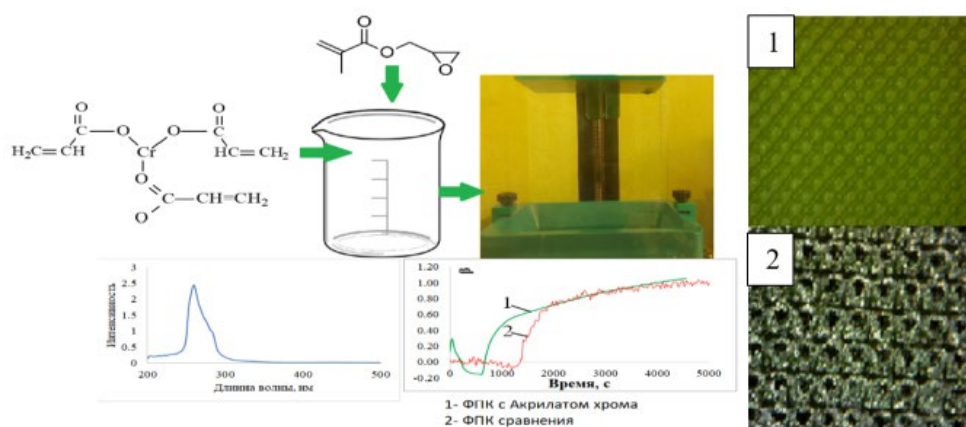 O
O
H₂C
CH
O
O
Cr
O
O
HC=CH₂
O
C
O
CH=CH₂
O
O
O
1
2
3
2.5
2
1.5
1
0.5
0
Интенсивность
200
300
400
500
Длинна волны, нм
β
1.20
1.00
0.80
0.60
0.40
0.20
0.00
-0.20
1
2
0
1000
2000
3000
4000
5000
Время, с
1- ФПК с Акрилатом хрома
2- ФПК сравнения